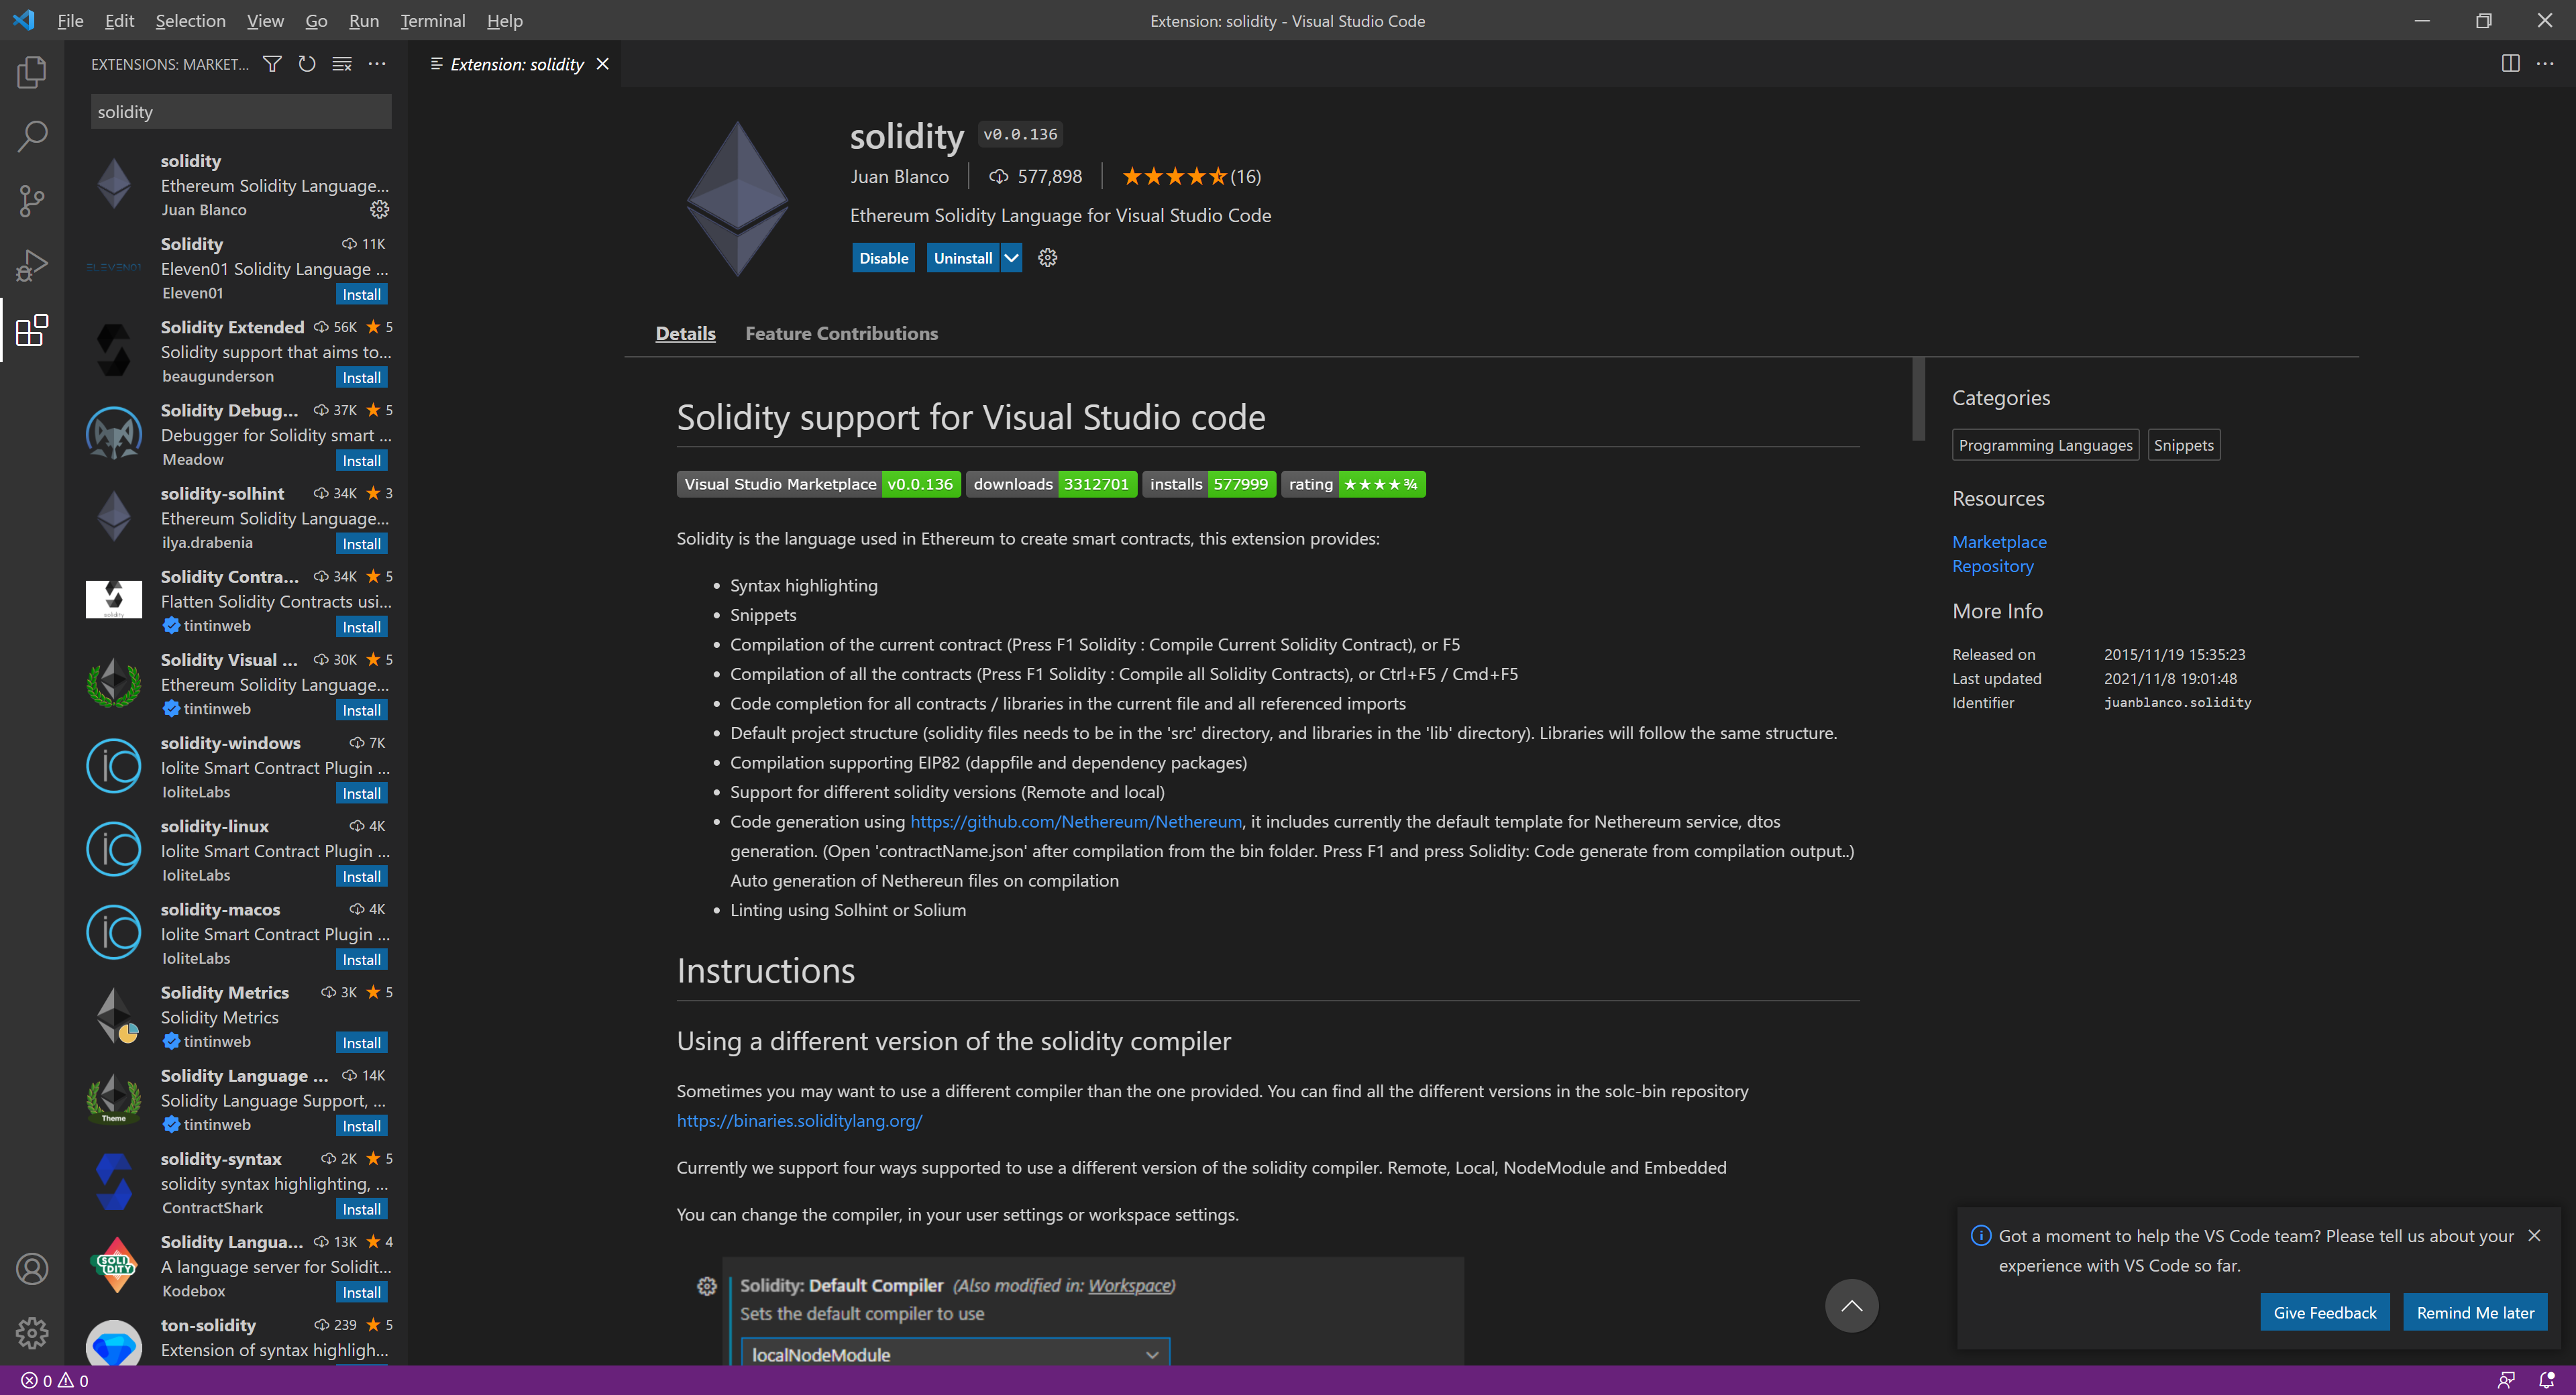 File Edit Selection View Go Run Terminal Help
Extension: solidity - Visual Studio Code
EXTENSIONS: MARKET...
solidity
solidity
Ethereum Solidity Language...
Juan Blanco
Solidity 11K
ELEVEN01
Eleven01 Solidity Language ...
Eleven01 Install
Solidity Extended 56K ★ 5
Solidity support that aims to...
beaugunderson Install
Solidity Debug... 37K ★ 5
Debugger for Solidity smart ...
Meadow Install
solidity-solhint 34K ★ 3
Ethereum Solidity Language...
ilya.drabenia Install
Solidity Contra... 34K ★ 5
Flatten Solidity Contracts usi...
solidity
tintinweb Install
Solidity Visual ... 30K ★ 5
Ethereum Solidity Language...
tintinweb Install
solidity-windows 7K
Iolite Smart Contract Plugin ...
IoliteLabs Install
solidity-linux 4K
Iolite Smart Contract Plugin ...
IoliteLabs Install
solidity-macos 4K
Iolite Smart Contract Plugin ...
IoliteLabs Install
Solidity Metrics 3K ★ 5
Solidity Metrics
tintinweb Install
Solidity Language ... 14K
Solidity Language Support, ...
Theme
tintinweb Install
solidity-syntax 2K ★ 5
solidity syntax highlighting, ...
ContractShark Install
Solidity Langua... 13K ★ 4
SOLI
DITY
A language server for Solidit...
Kodebox Install
ton-solidity 239 ★ 5
Extension of syntax highligh...
Extension: solidity
solidity v0.0.136
Juan Blanco 577,898 (16)
Ethereum Solidity Language for Visual Studio Code
Disable Uninstall
Details Feature Contributions
Solidity support for Visual Studio code
Visual Studio Marketplace v0.0.136 downloads 3312701 installs 577999 rating ★★★★¾
Solidity is the language used in Ethereum to create smart contracts, this extension provides:
• Syntax highlighting
• Snippets
• Compilation of the current contract (Press F1 Solidity : Compile Current Solidity Contract), or F5
• Compilation of all the contracts (Press F1 Solidity : Compile all Solidity Contracts), or Ctrl+F5 / Cmd+F5
• Code completion for all contracts / libraries in the current file and all referenced imports
• Default project structure (solidity files needs to be in the 'src' directory, and libraries in the 'lib' directory). Libraries will follow the same structure.
• Compilation supporting EIP82 (dappfile and dependency packages)
• Support for different solidity versions (Remote and local)
• Code generation using https://github.com/Nethereum/Nethereum, it includes currently the default template for Nethereum service, dtos
generation. (Open 'contractName.json' after compilation from the bin folder. Press F1 and press Solidity: Code generate from compilation output..)
Auto generation of Nethereun files on compilation
• Linting using Solhint or Solium
Instructions
Using a different version of the solidity compiler
Sometimes you may want to use a different compiler than the one provided. You can find all the different versions in the solc-bin repository
https://binaries.soliditylang.org/
Currently we support four ways supported to use a different version of the solidity compiler. Remote, Local, NodeModule and Embedded
You can change the compiler, in your user settings or workspace settings.
Solidity: Default Compiler (Also modified in: Workspace)
Sets the default compiler to use
localNodeModule
Categories
Programming Languages Snippets
Resources
Marketplace
Repository
More Info
Released on 2015/11/19 15:35:23
Last updated 2021/11/8 19:01:48
Identifier juanblanco.solidity
Got a moment to help the VS Code team? Please tell us about your
experience with VS Code so far.
Give Feedback Remind Me later
0 0